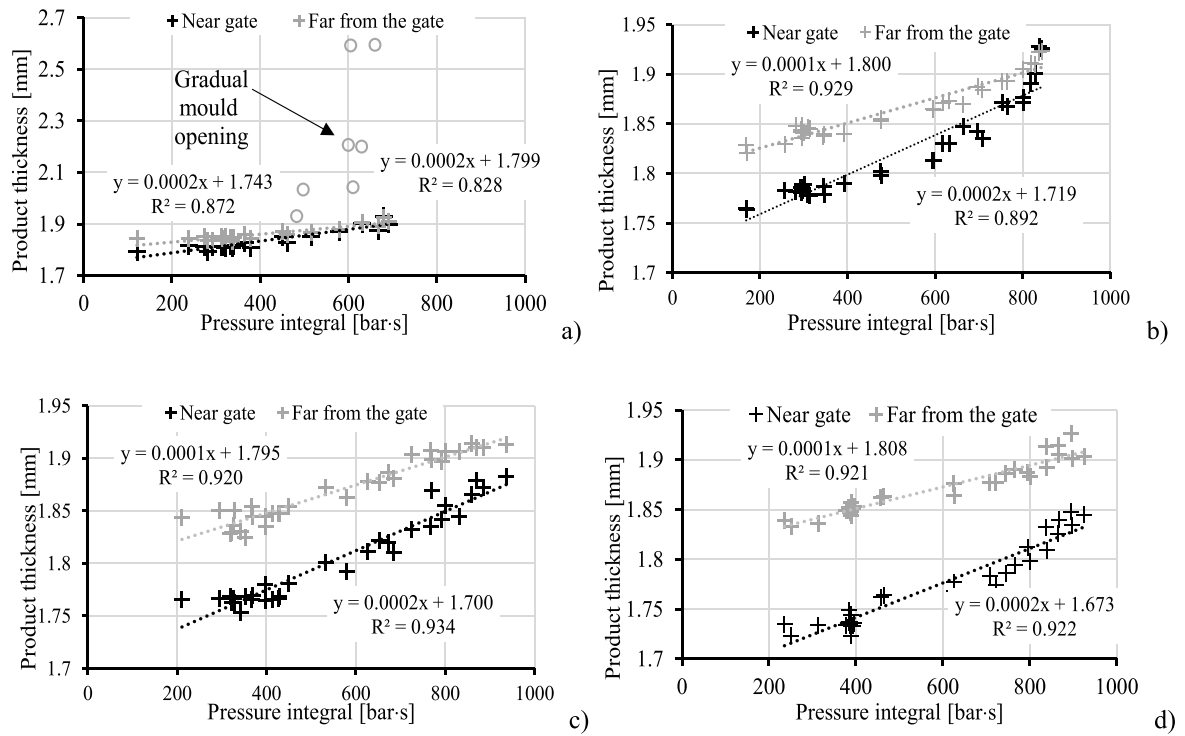 2.7
2.5
2.3
2.1
1.9
1.7
0
200
400
600
800
1000
Product thickness [mm]
Pressure integral [bar·s]
Near gate
Far from the gate
Gradual
mould
opening
y = 0.0002x + 1.743
R² = 0.872
y = 0.0002x + 1.799
R² = 0.828
a)
1.95
1.9
1.85
1.8
1.75
1.7
0
200
400
600
800
1000
Product thickness [mm]
Pressure integral [bar·s]
Near gate
Far from the gate
y = 0.0001x + 1.800
R² = 0.929
y = 0.0002x + 1.719
R² = 0.892
b)
1.95
1.9
1.85
1.8
1.75
1.7
0
200
400
600
800
1000
Product thickness [mm]
Pressure integral [bar·s]
Near gate
Far from the gate
y = 0.0001x + 1.795
R² = 0.920
y = 0.0002x + 1.700
R² = 0.934
c)
1.95
1.9
1.85
1.8
1.75
1.7
0
200
400
600
800
1000
Product thickness [mm]
Pressure integral [bar·s]
Near gate
Far from the gate
y = 0.0001x + 1.808
R² = 0.921
y = 0.0002x + 1.673
R² = 0.922
d)